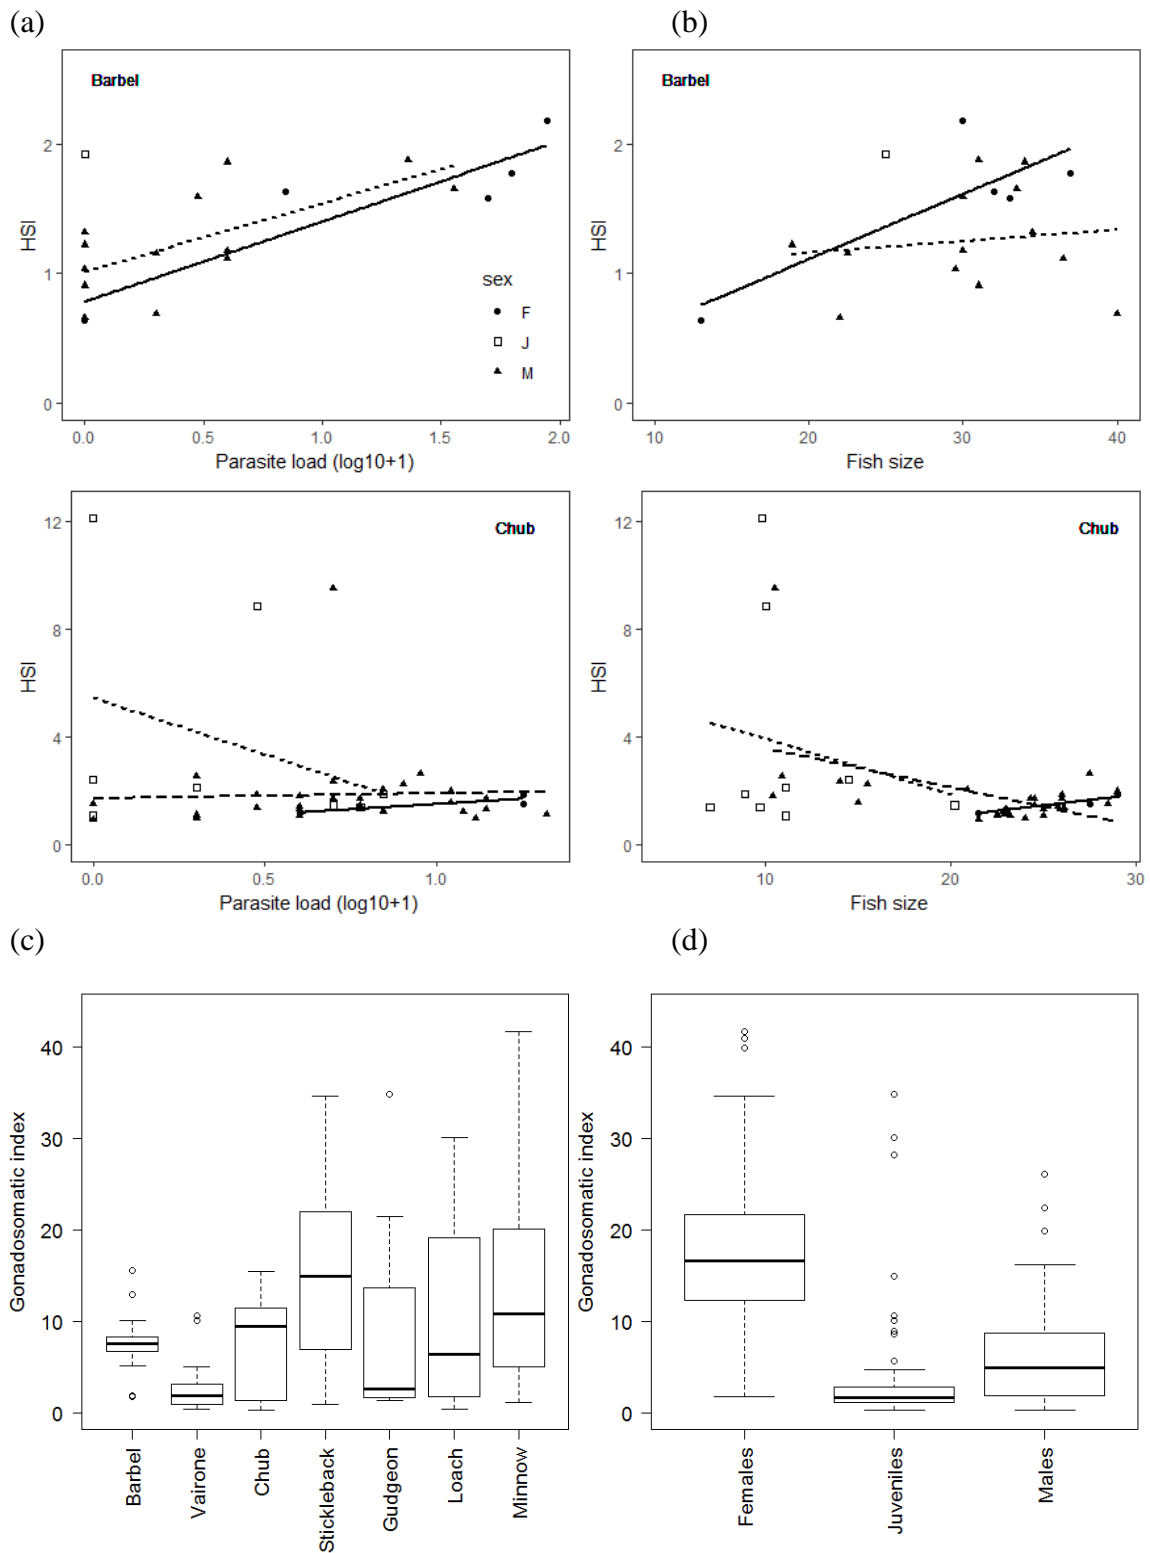 (a)
(b)
Barbel
HSI
2
1
0
sex
F
J
M
0.0 0.5 1.0 1.5 2.0
Parasite load (log10+1)
Barbel
HSI
2
1
0
10 20 30 40
Fish size
Chub
HSI
12
8
4
0
0.0 0.5 1.0
Parasite load (log10+1)
Chub
HSI
12
8
4
0
10 20 30
Fish size
(c)
(d)
Gonadosomatic index
40
30
20
10
0
Barbel
Vairone
Chub
Stickleback
Gudgeon
Loach
Minnow
Gonadosomatic index
40
30
20
10
0
Females
Juveniles
Males